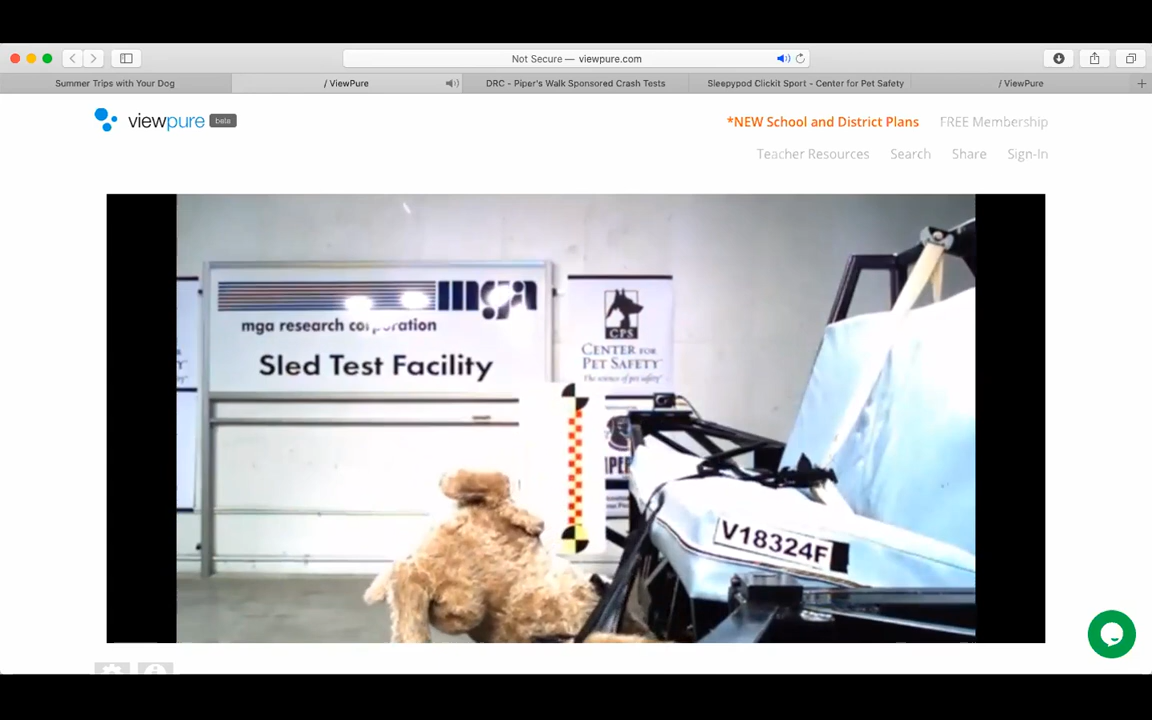 Not Secure — viewpure.com
Summer Trips with Your Dog
/ ViewPure
DRC - Piper's Walk Sponsored Crash Tests
Sleepypod Clickit Sport - Center for Pet Safety
/ ViewPure
viewpure beta
*NEW School and District Plans
FREE Membership
Teacher Resources
Search
Share
Sign-In
mga
mga research corporation
Sled Test Facility
CPS
CENTER FOR
PET SAFETY
The science of pet safety
V18324F